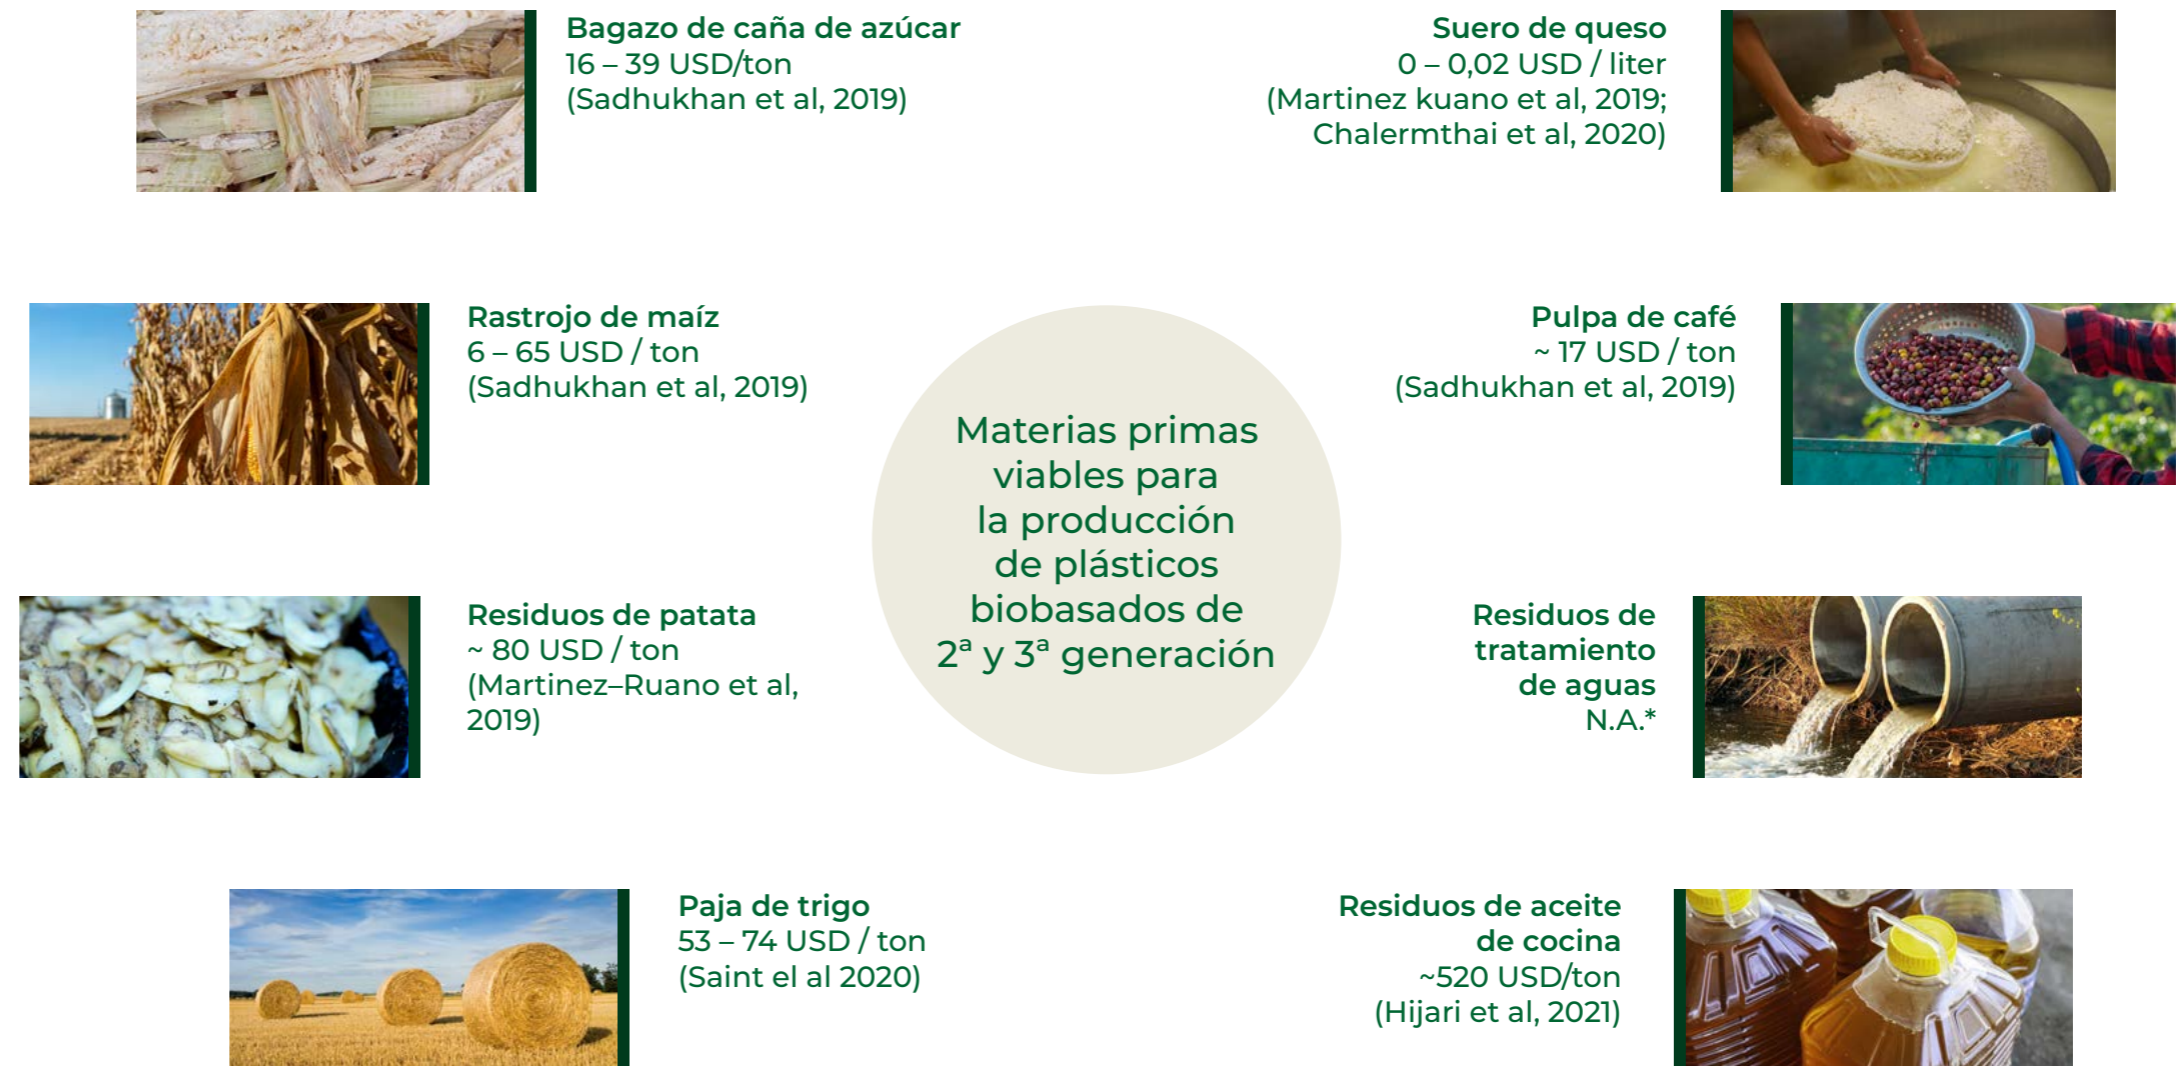 Bagazo de caña de azúcar
16 – 39 USD/ton
(Sadhukhan et al, 2019)
Suero de queso
0 – 0,02 USD / liter
(Martinez kuano et al, 2019;
Chalermthai et al, 2020)
Rastrojo de maíz
6 – 65 USD / ton
(Sadhukhan et al, 2019)
Pulpa de café
~ 17 USD / ton
(Sadhukhan et al, 2019)
Materias primas
viables para
la producción
de plásticos
biobasados de
2ª y 3ª generación
Residuos de patata
~ 80 USD / ton
(Martinez–Ruano et al,
2019)
Residuos de
tratamiento
de aguas
N.A.*
Paja de trigo
53 – 74 USD / ton
(Saint el al 2020)
Residuos de aceite
de cocina
~520 USD/ton
(Hijari et al, 2021)